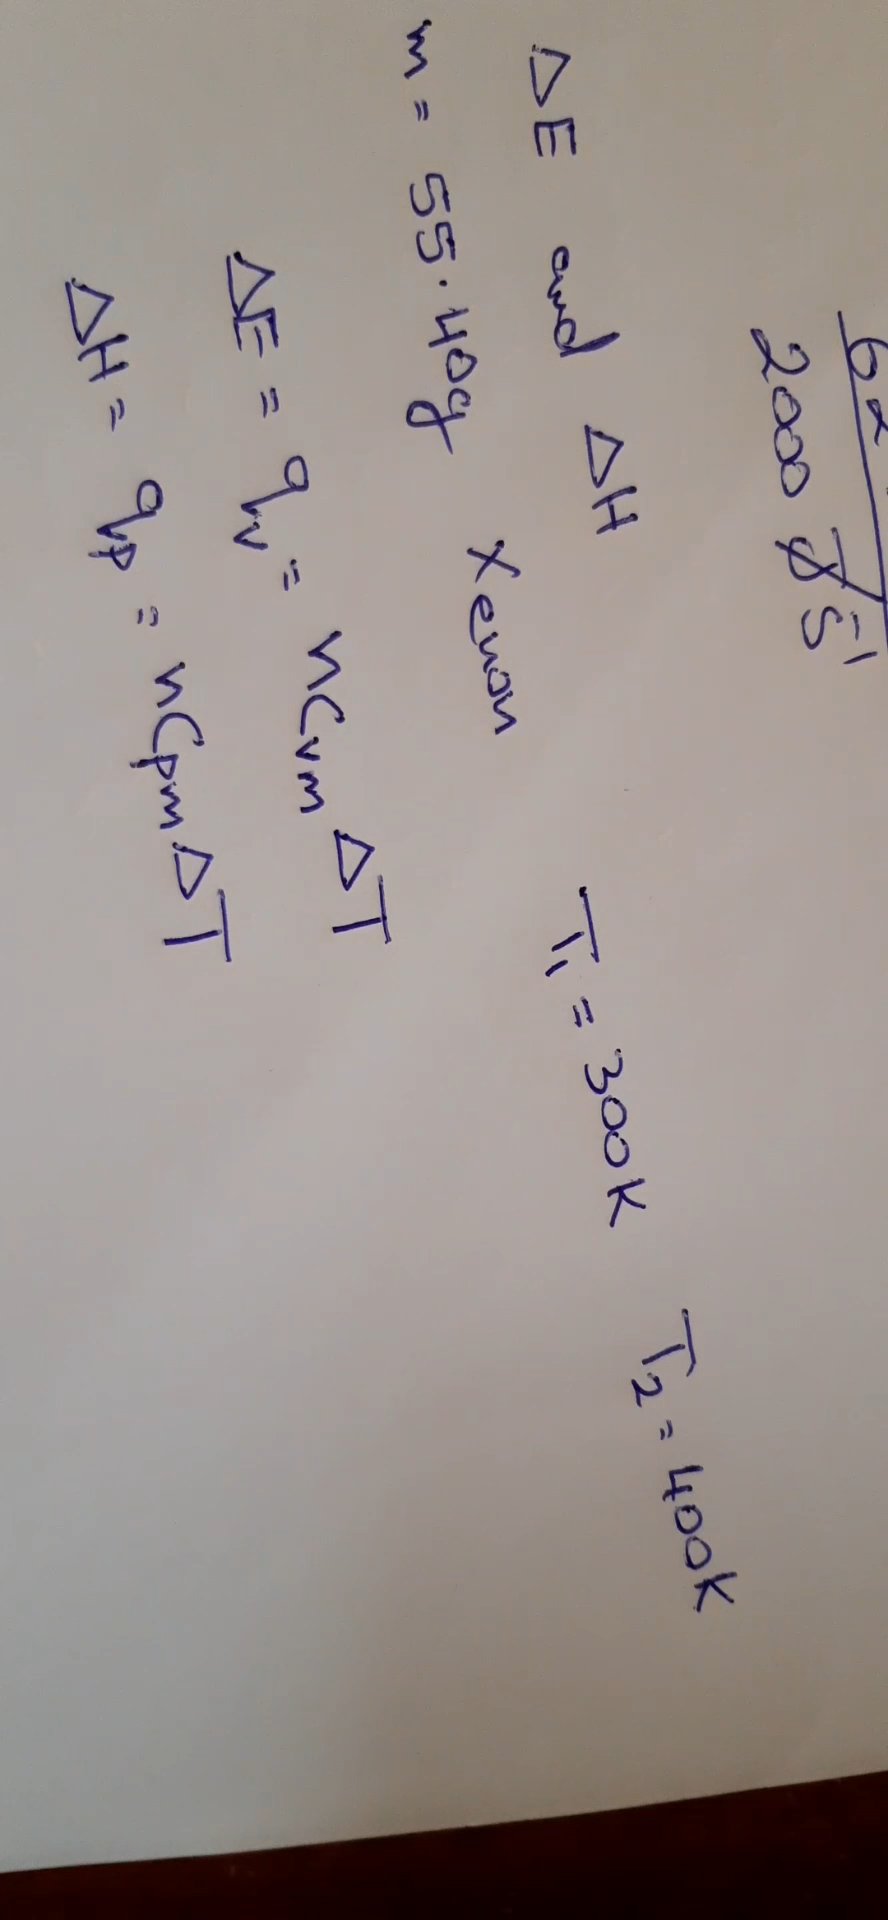 2000 J S⁻¹
ΔE and ΔH T₁ = 300K T₂ = 400K
m = 55.40g Xenon
ΔE = qᵥ = nCvm ΔT
ΔH = qp = nCpm ΔT